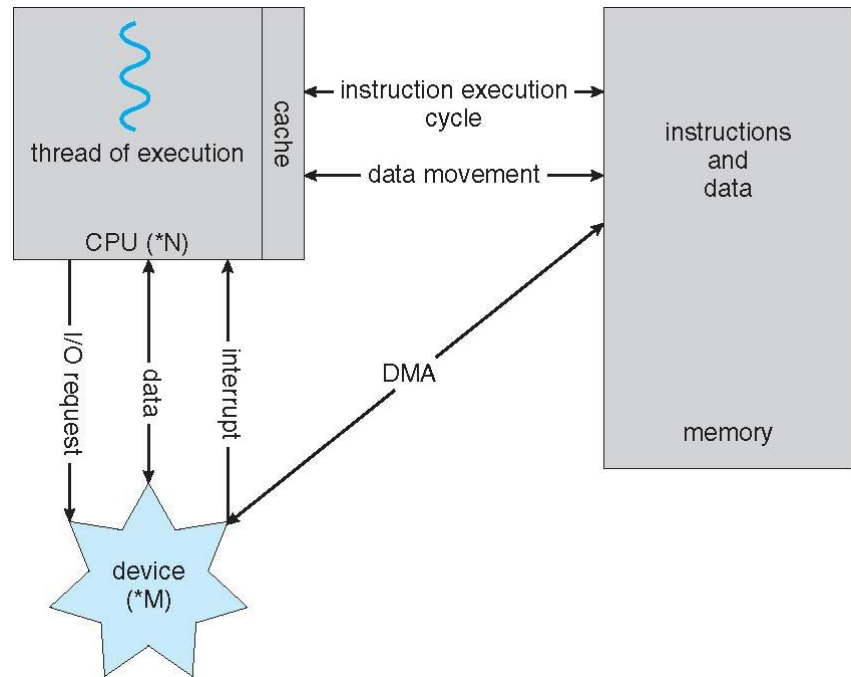 thread of execution
cache
CPU (*N)
instruction execution
cycle
data movement
instructions
and
data
memory
I/O request
data
interrupt
DMA
device
(*M)